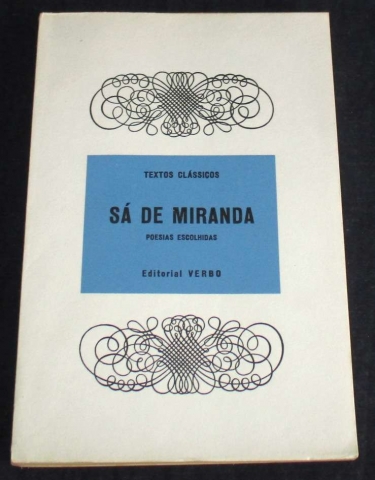 TEXTOS CLÁSSICOS
SÁ DE MIRANDA
POESIAS ESCOLHIDAS
Editorial VERBO